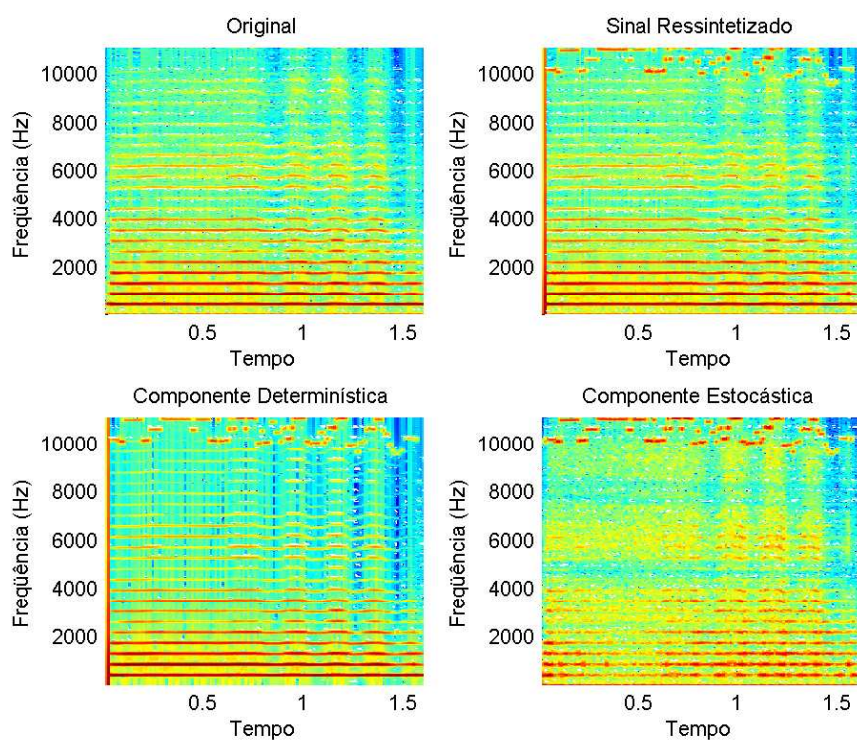 Original
10000
8000
6000
4000
2000
Freqüência (Hz)
0.5 1 1.5
Tempo
Sinal Ressintetizado
10000
8000
6000
4000
2000
Freqüência (Hz)
0.5 1 1.5
Tempo
Componente Determinística
10000
8000
6000
4000
2000
Freqüência (Hz)
0.5 1 1.5
Tempo
Componente Estocástica
10000
8000
6000
4000
2000
Freqüência (Hz)
0.5 1 1.5
Tempo